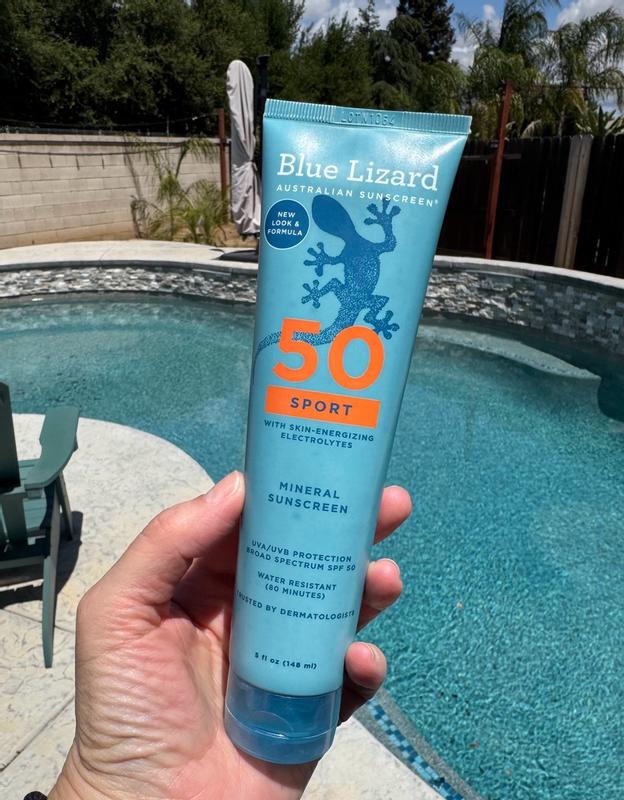 LOTN1064
Blue Lizard
AUSTRALIAN SUNSCREEN®
NEW
LOOK &
FORMULA
50
SPORT
WITH SKIN-ENERGIZING
ELECTROLYTES
MINERAL
SUNSCREEN
UVA/UVB PROTECTION
BROAD SPECTRUM SPF 50
WATER RESISTANT
(80 MINUTES)
TRUSTED BY DERMATOLOGISTS
5 fl oz (148 ml)